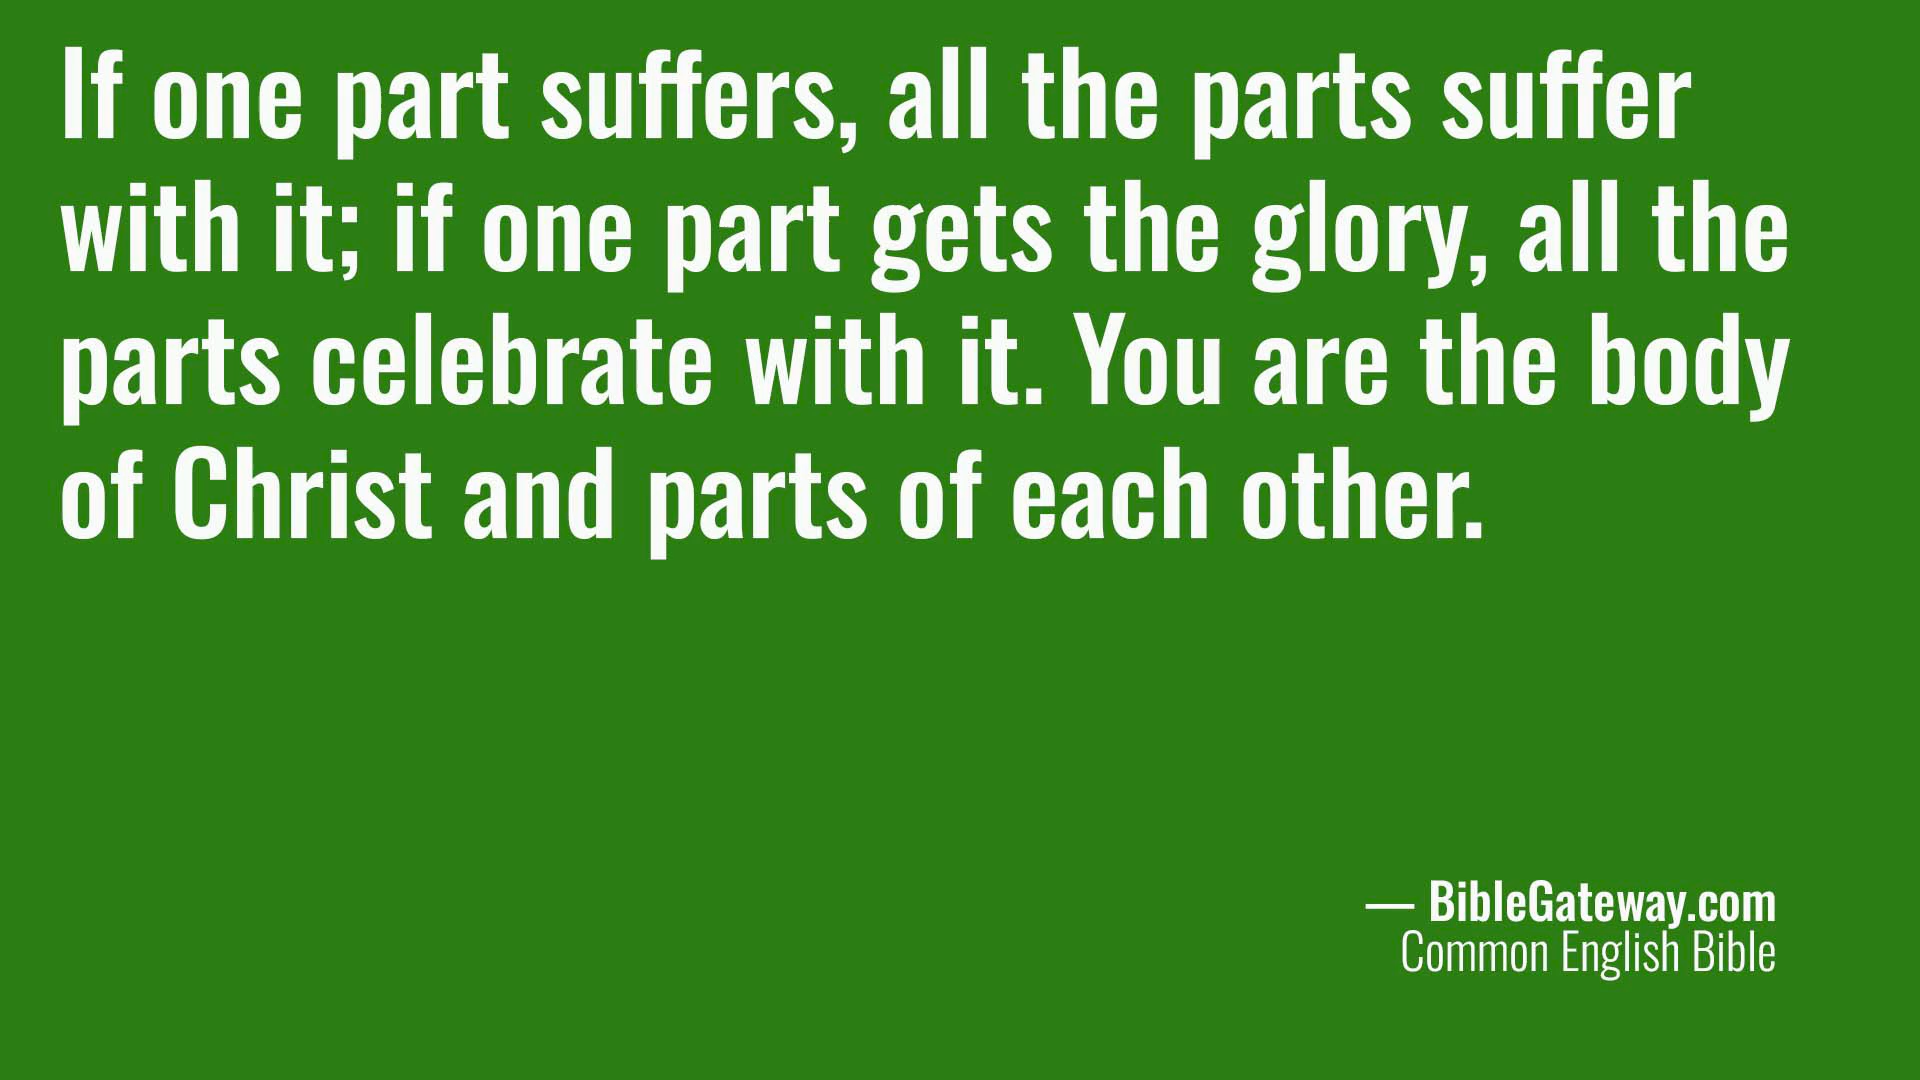 If one part suffers, all the parts suffer
with it; if one part gets the glory, all the
parts celebrate with it. You are the body
of Christ and parts of each other.
— BibleGateway.com
Common English Bible